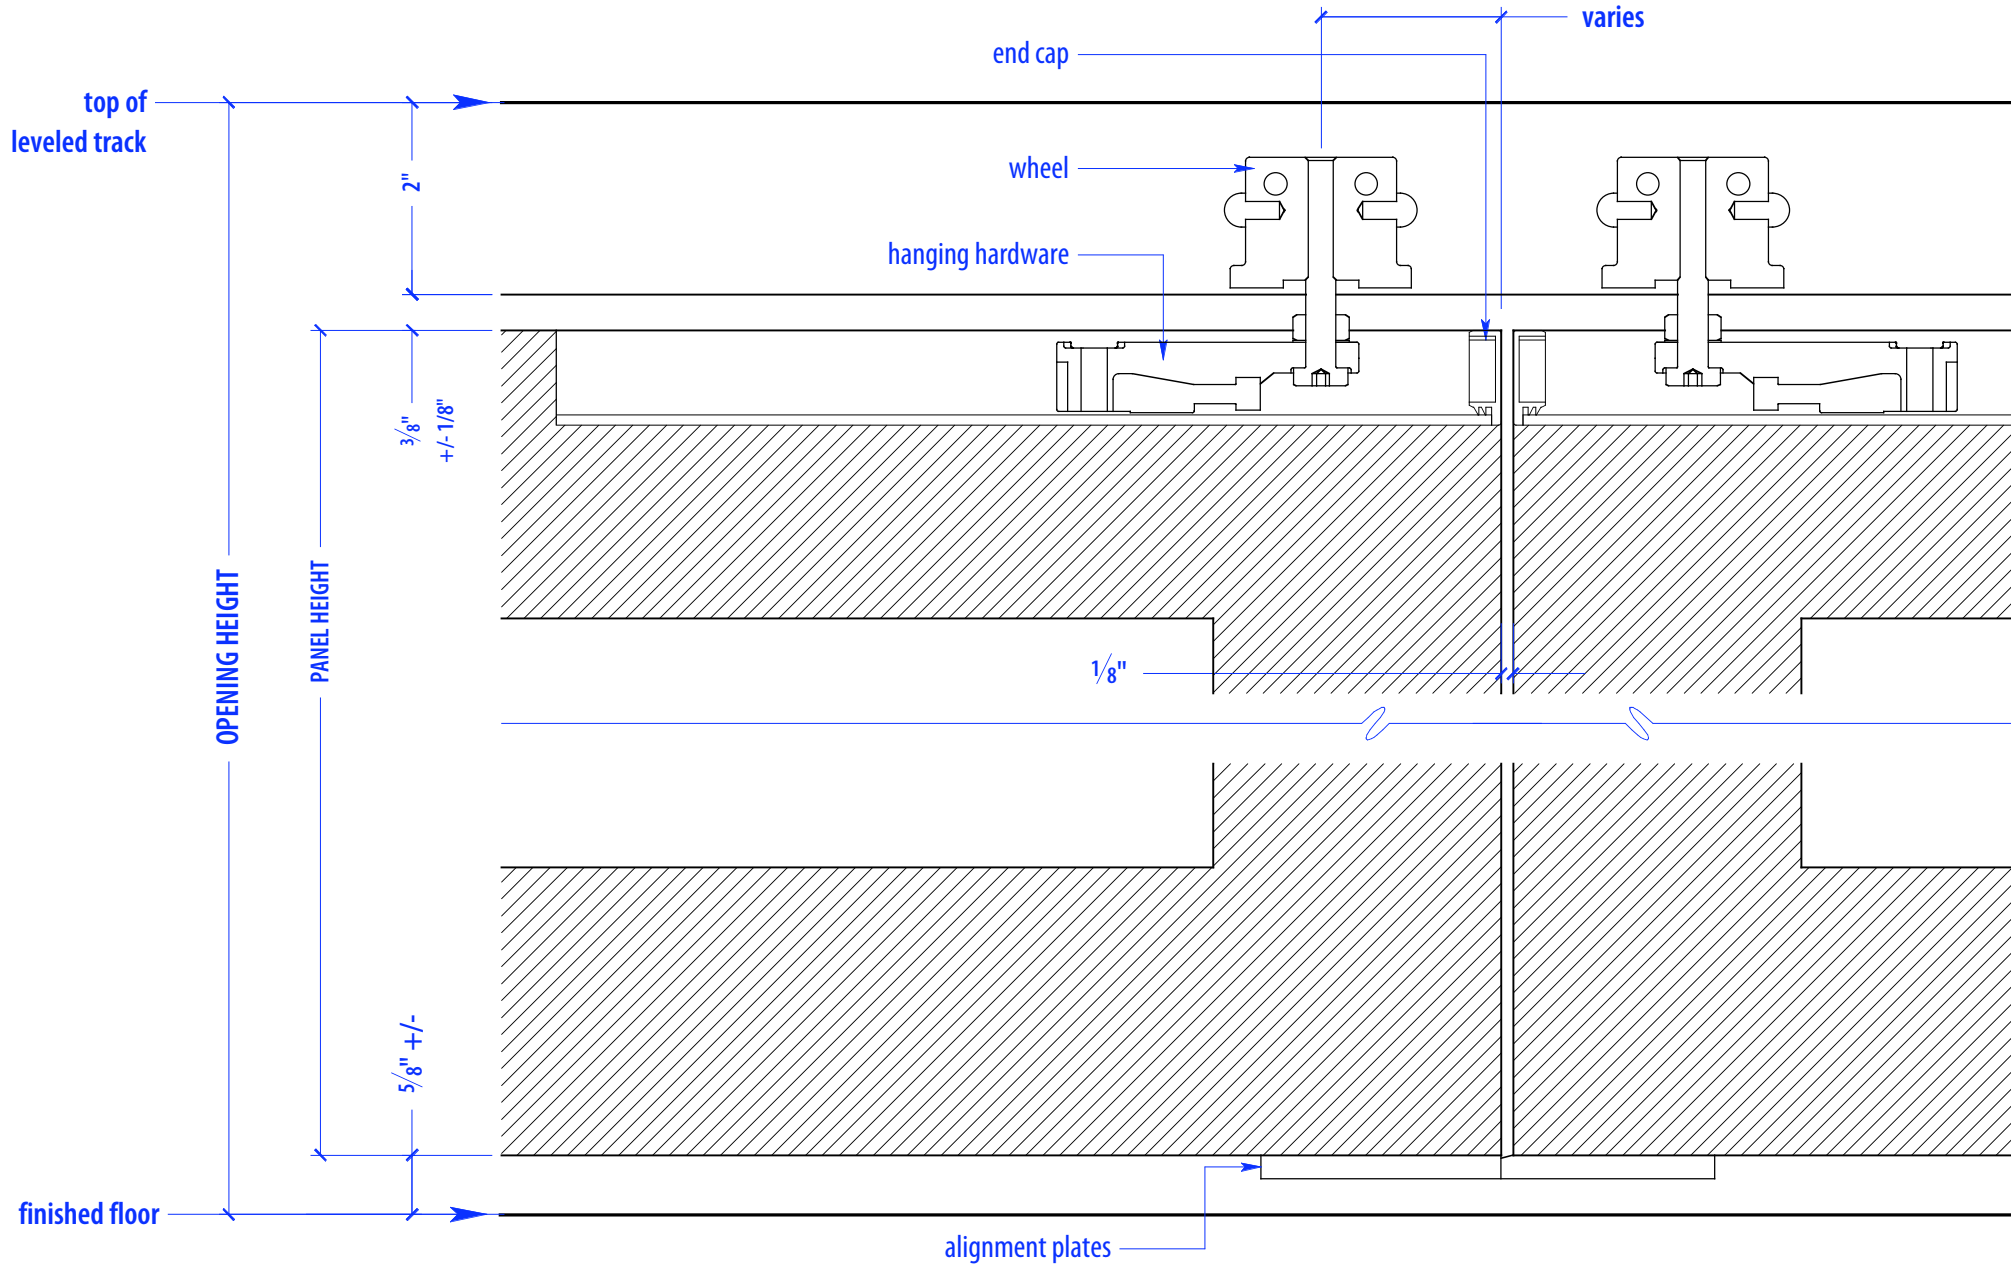 varies
end cap
top of
leveled track
wheel
2"
hanging hardware
3/8"
+/- 1/8"
OPENING HEIGHT
PANEL HEIGHT
1/8"
5/8" +/-
finished floor
alignment plates